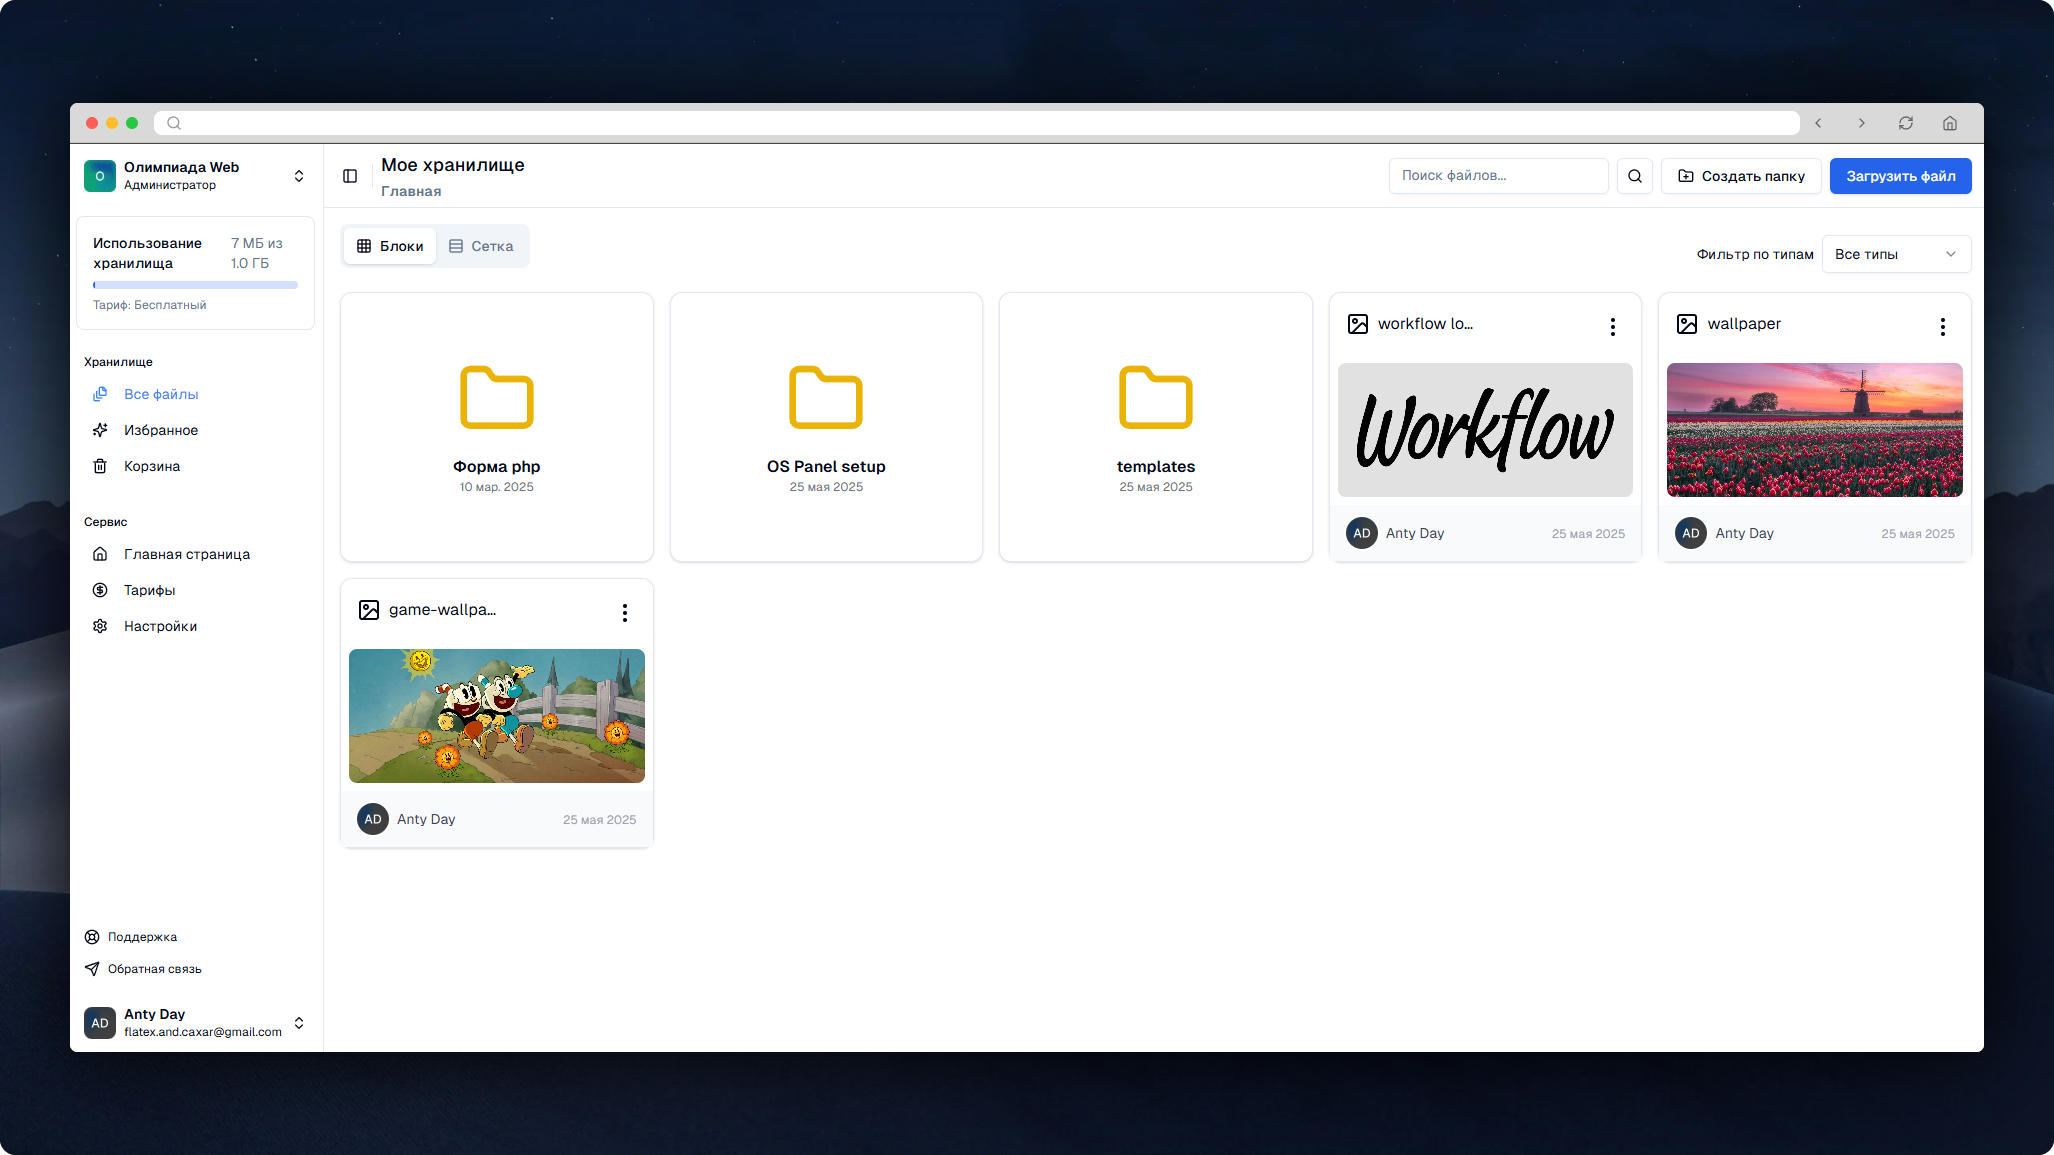 О
Олимпиада Web
Администратор
Использование хранилища
7 МБ из 1.0 ГБ
Тариф: Бесплатный
Хранилище
Все файлы
Избранное
Корзина
Сервис
Главная страница
Тарифы
Настройки
Поддержка
Обратная связь
AD
Anty Day
flatex.and.caxar@gmail.com
Мое хранилище
Главная
Поиск файлов...
Создать папку
Загрузить файл
Блоки
Сетка
Фильтр по типам
Все типы
Форма php
10 мар. 2025
OS Panel setup
25 мая 2025
templates
25 мая 2025
workflow lo...
Workflow
AD
Anty Day
25 мая 2025
wallpaper
AD
Anty Day
25 мая 2025
game-wallpa...
AD
Anty Day
25 мая 2025